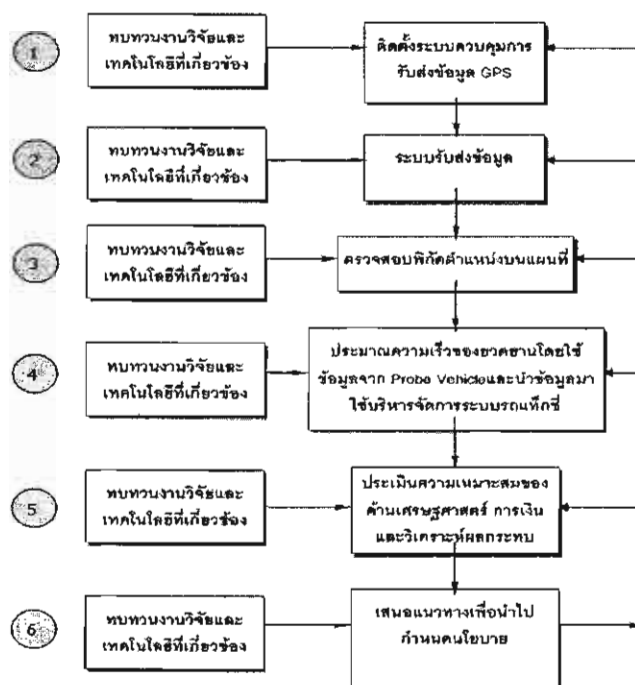 1
ทบทวนงานวิจัยและ
เทคโนโลยีที่เกี่ยวข้อง
ติดตั้งระบบควบคุมการ
รับส่งข้อมูล GPS
2
ทบทวนงานวิจัยและ
เทคโนโลยีที่เกี่ยวข้อง
ระบบรับส่งข้อมูล
3
ทบทวนงานวิจัยและ
เทคโนโลยีที่เกี่ยวข้อง
ตรวจสอบพิกัดตำแหน่งบนแผนที่
4
ทบทวนงานวิจัยและ
เทคโนโลยีที่เกี่ยวข้อง
ประมาณความเร็วของยวดยานโดยใช้
ข้อมูลจาก Probe Vehicleและนำข้อมูลมา
ใช้บริหารจัดการระบบรถแท็กซี่
5
ทบทวนงานวิจัยและ
เทคโนโลยีที่เกี่ยวข้อง
ประเมินความเหมาะสมของ
ด้านเศรษฐศาสตร์ การเงิน
และวิเคราะห์ผลกระทบ
6
ทบทวนงานวิจัยและ
เทคโนโลยีที่เกี่ยวข้อง
เสนอแนวทางเพื่อนำไป
กำหนดนโยบาย